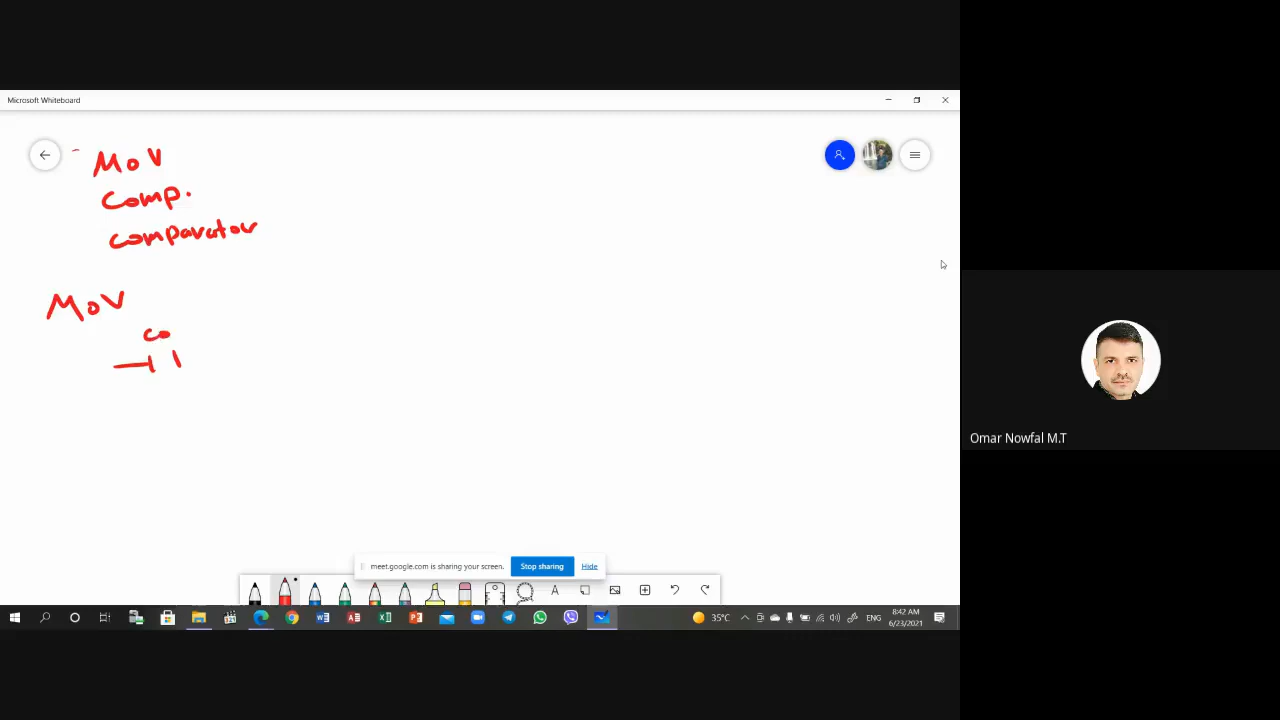 Microsoft Whiteboard
MOV
Comp.
comparator
MOV
co
meet.google.com is sharing your screen.
Stop sharing
Hide
35°C
ENG
8:42 AM
6/23/2021
Omar Nowfal M.T